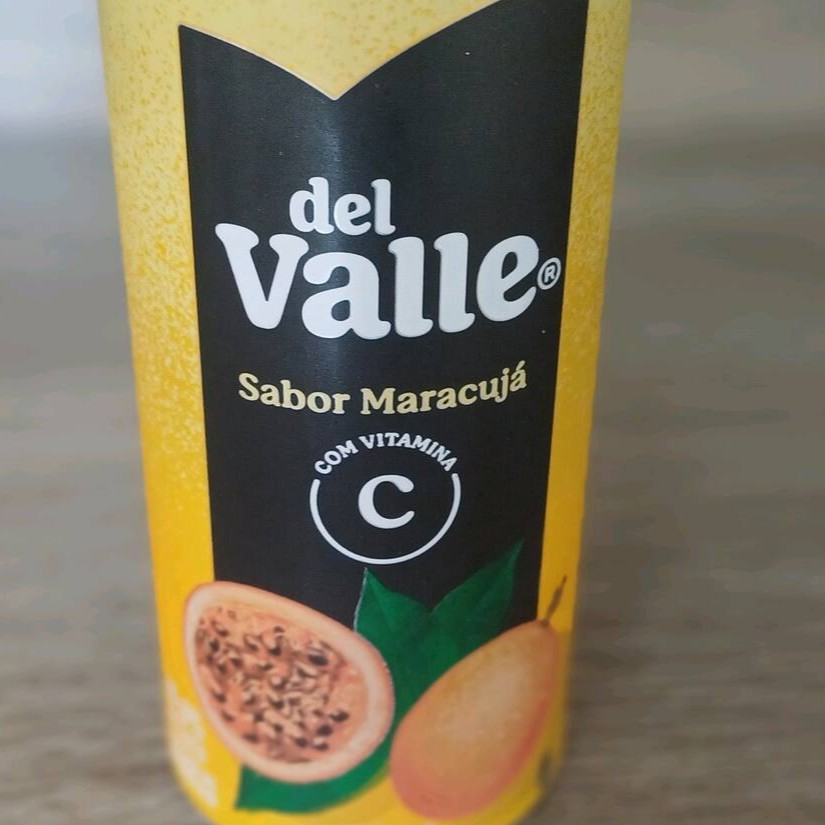 del
Valle®
Sabor Maracujá
COM VITAMINA
C